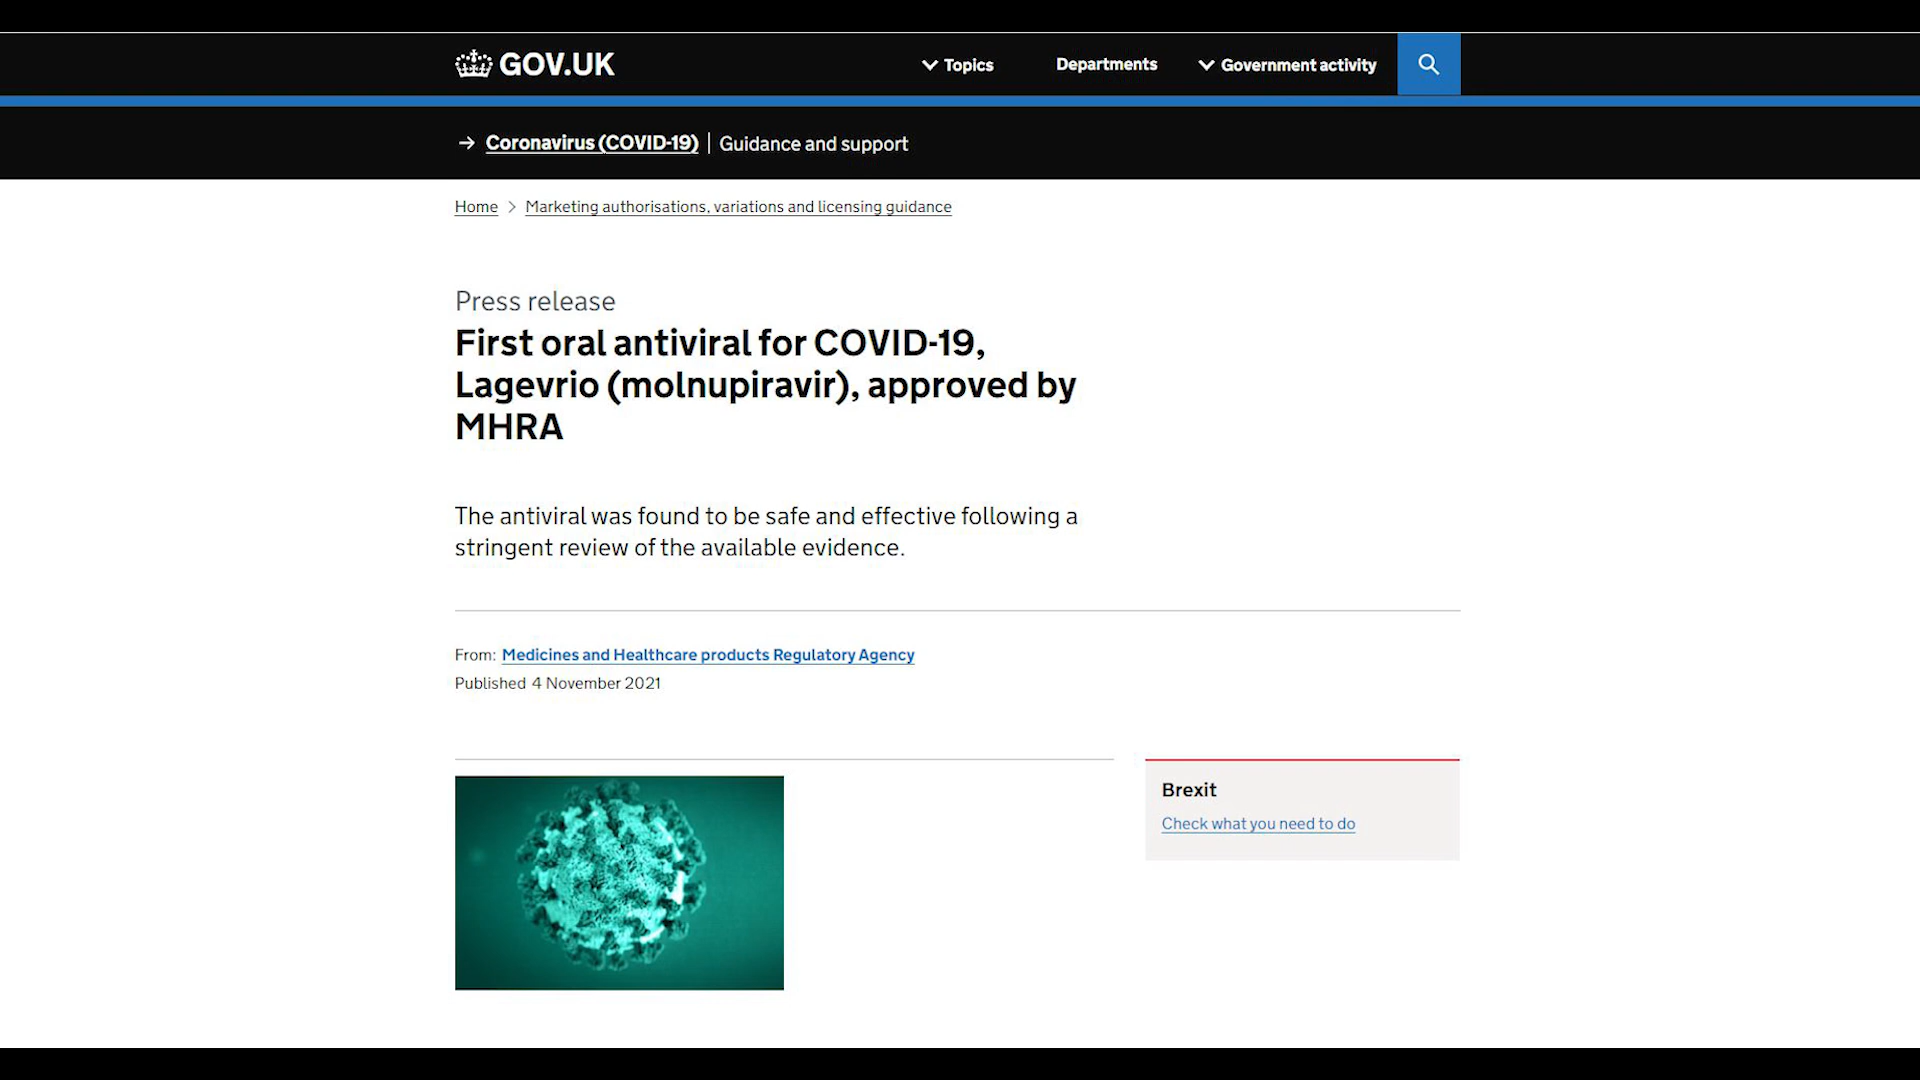 GOV.UK
Topics
Departments
Government activity
Coronavirus (COVID-19) | Guidance and support
Home > Marketing authorisations, variations and licensing guidance
Press release
First oral antiviral for COVID-19,
Lagevrio (molnupiravir), approved by
MHRA
The antiviral was found to be safe and effective following a
stringent review of the available evidence.
From: Medicines and Healthcare products Regulatory Agency
Published 4 November 2021
Brexit
Check what you need to do